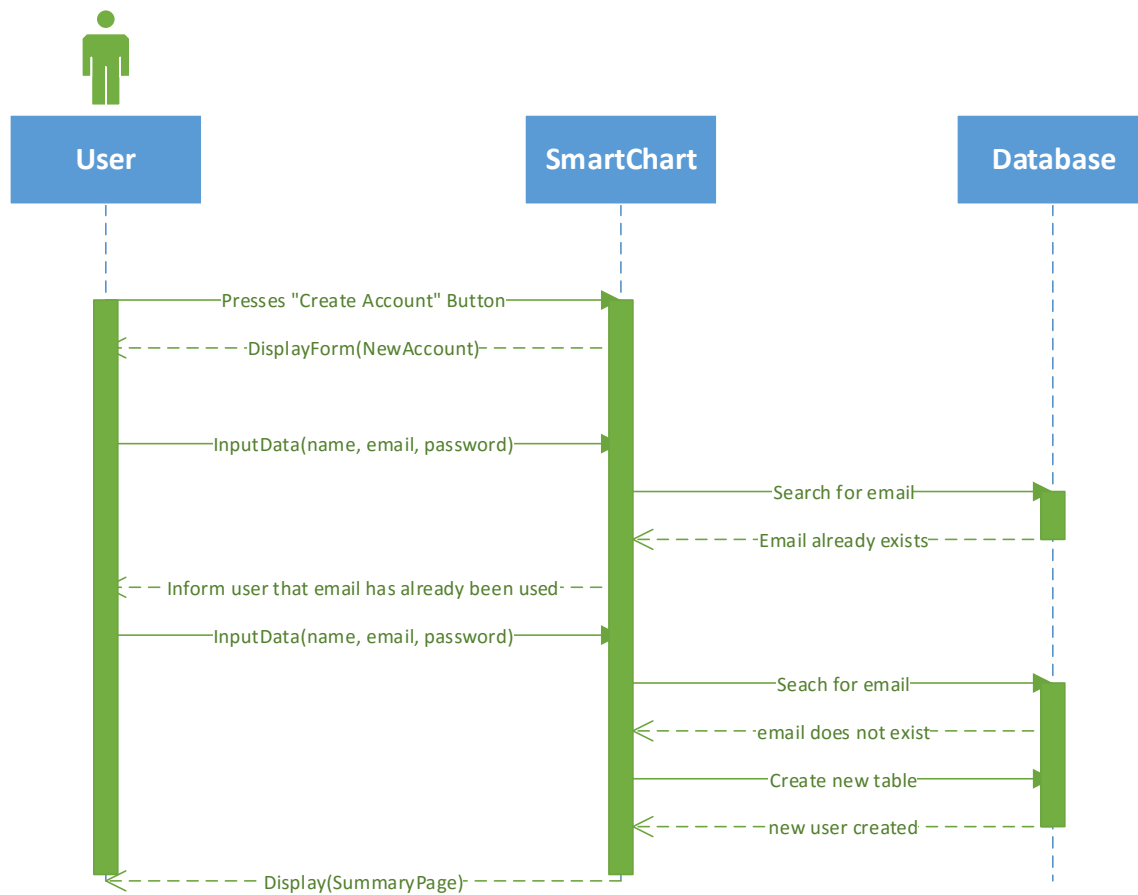 User
SmartChart
Database
Presses "Create Account" Button
DisplayForm(NewAccount)
InputData(name, email, password)
Search for email
Email already exists
Inform user that email has already been used
InputData(name, email, password)
Seach for email
email does not exist
Create new table
new user created
Display(SummaryPage)